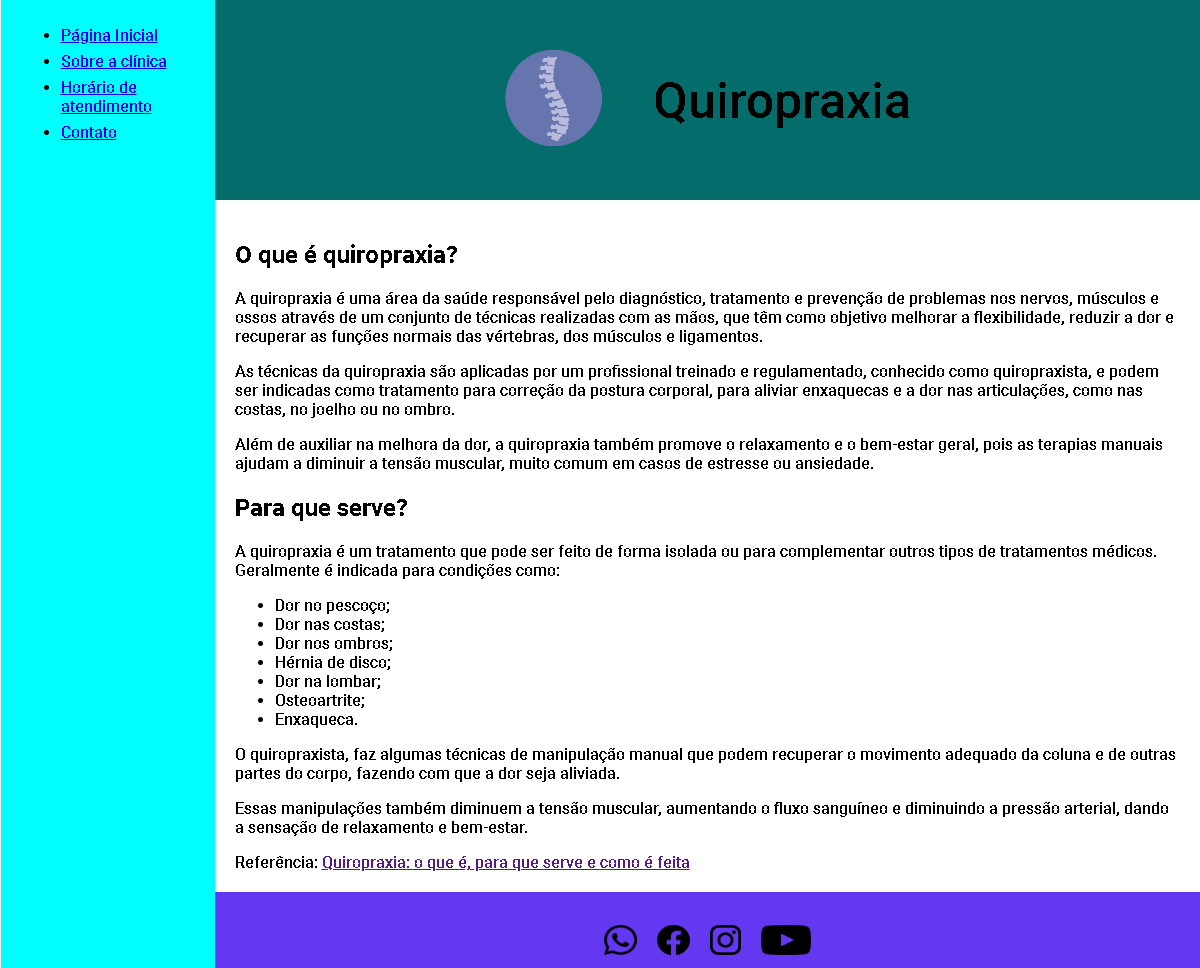 Página Inicial
Sobre a clínica
Horário de
atendimento
Contato
Quiropraxia
O que é quiropraxia?
A quiropraxia é uma área da saúde responsável pelo diagnóstico, tratamento e prevenção de problemas nos nervos, músculos e
ossos através de um conjunto de técnicas realizadas com as mãos, que têm como objetivo melhorar a flexibilidade, reduzir a dor e
recuperar as funções normais das vértebras, dos músculos e ligamentos.
As técnicas da quiropraxia são aplicadas por um profissional treinado e regulamentado, conhecido como quiropraxista, e podem
ser indicadas como tratamento para correção da postura corporal, para aliviar enxaquecas e a dor nas articulações, como nas
costas, no joelho ou no ombro.
Além de auxiliar na melhora da dor, a quiropraxia também promove o relaxamento e o bem-estar geral, pois as terapias manuais
ajudam a diminuir a tensão muscular, muito comum em casos de estresse ou ansiedade.
Para que serve?
A quiropraxia é um tratamento que pode ser feito de forma isolada ou para complementar outros tipos de tratamentos médicos.
Geralmente é indicada para condições como:
Dor no pescoço;
Dor nas costas;
Dor nos ombros;
Hérnia de disco;
Dor na lombar;
Osteoartrite;
Enxaqueca.
O quiropraxista, faz algumas técnicas de manipulação manual que podem recuperar o movimento adequado da coluna e de outras
partes do corpo, fazendo com que a dor seja aliviada.
Essas manipulações também diminuem a tensão muscular, aumentando o fluxo sanguíneo e diminuindo a pressão arterial, dando
a sensação de relaxamento e bem-estar.
Referência: Quiropraxia: o que é, para que serve e como é feita